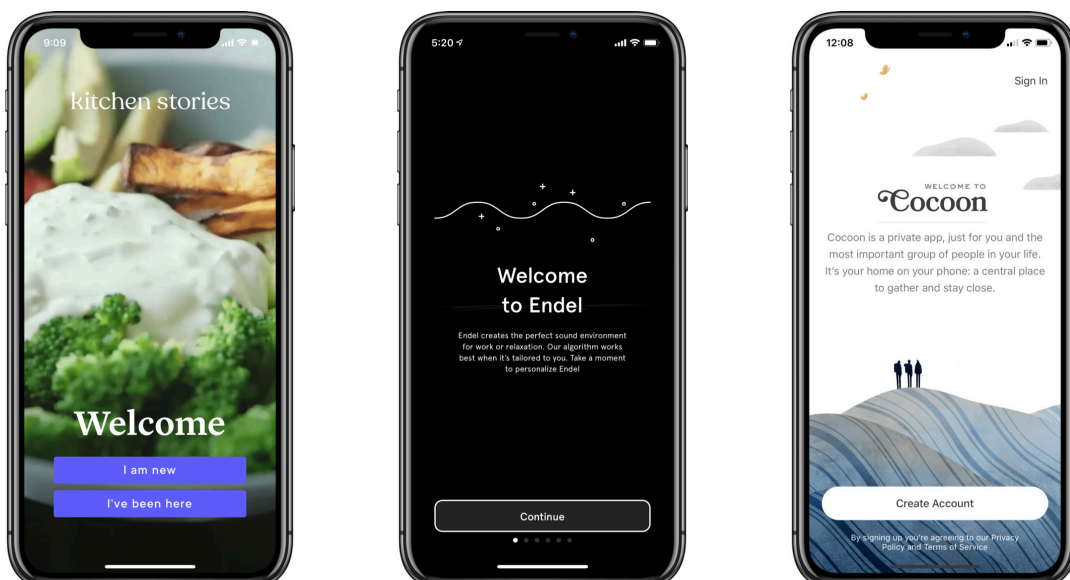 9:09
kitchen stories
Welcome
I am new
I've been here
5:20
Welcome
to Endel
Endel creates the perfect sound environment
for work or relaxation. Our algorithm works
best when it's tailored to you. Take a moment
to personalize Endel
Continue
12:08
Sign In
WELCOME TO
Cocoon
Cocoon is a private app, just for you and the
most important group of people in your life.
It's your home on your phone: a central place
to gather and stay close.
Create Account
By signing up you're agreeing to our Privacy
Policy and Terms of Service